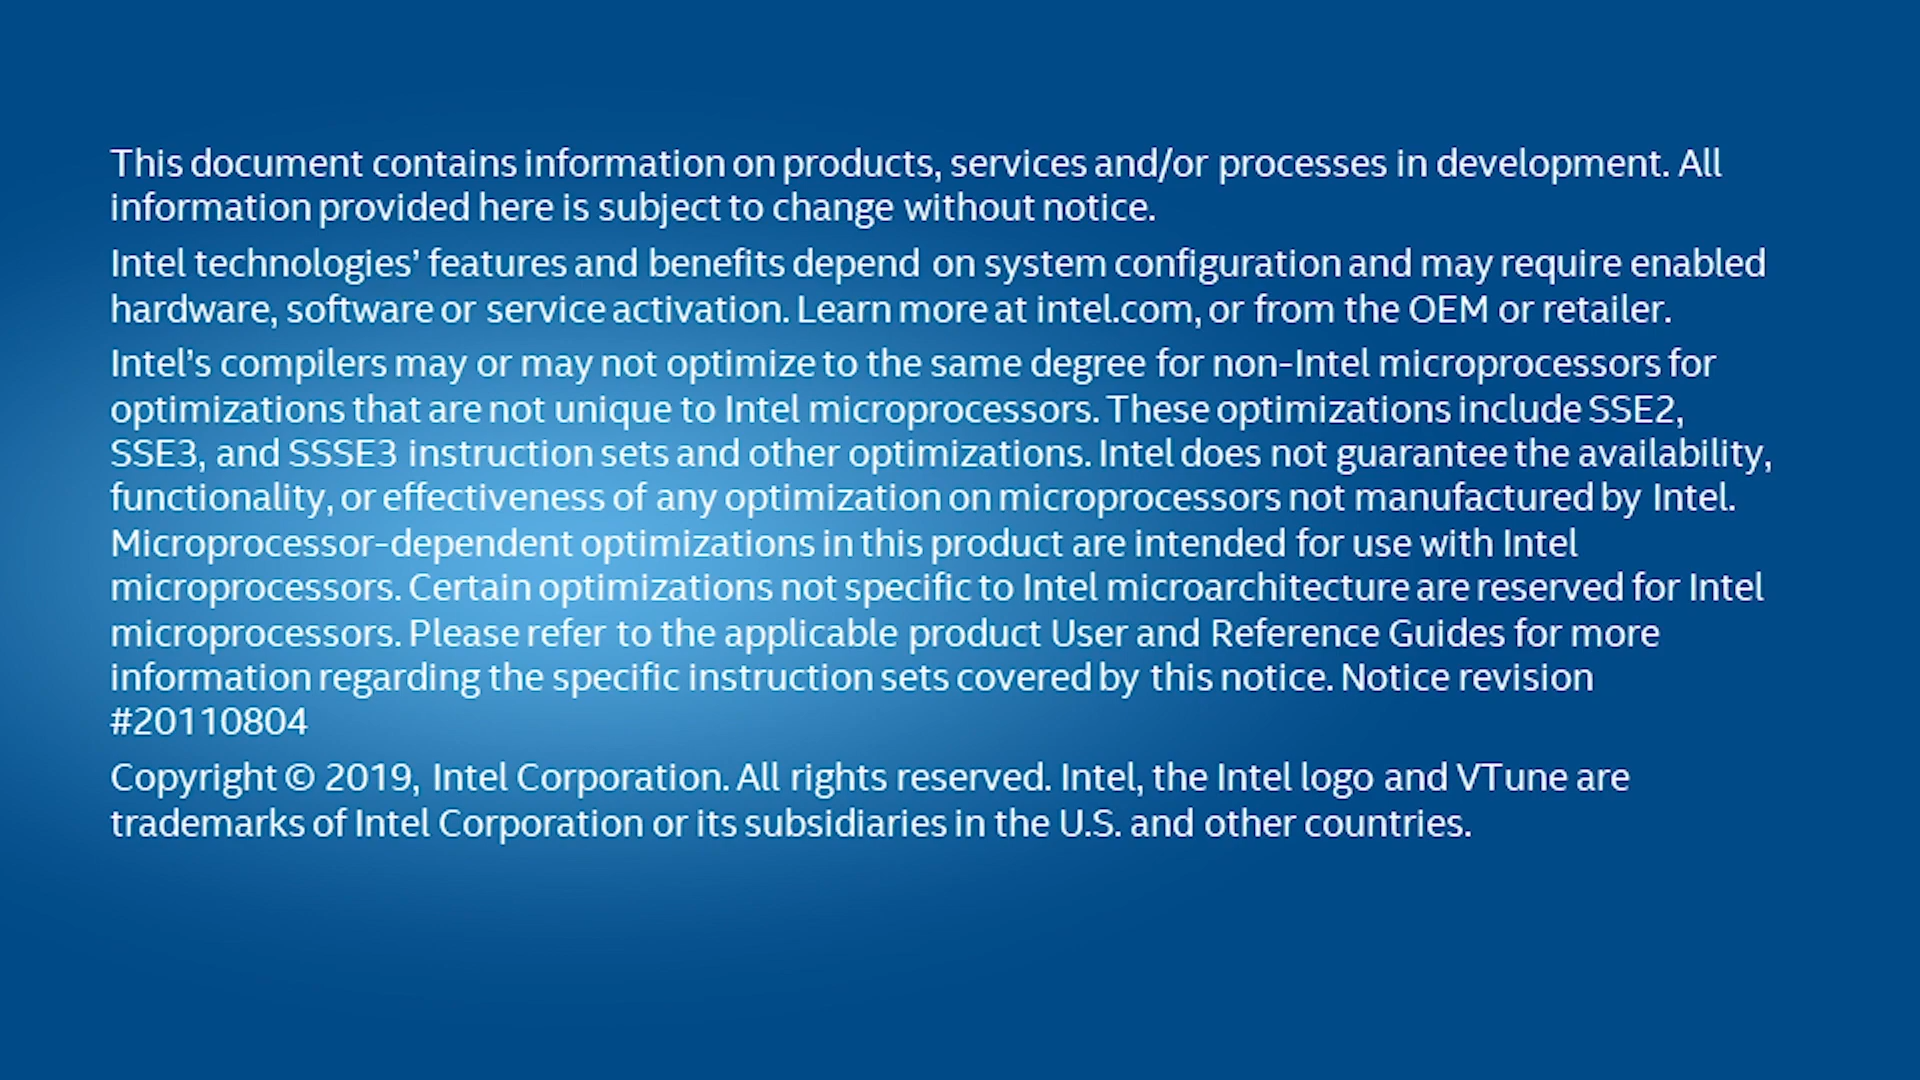 This document contains information on products, services and/or processes in development. All
information provided here is subject to change without notice.
Intel technologies’ features and benefits depend on system configuration and may require enabled
hardware, software or service activation. Learn more at intel.com, or from the OEM or retailer.
Intel’s compilers may or may not optimize to the same degree for non-Intel microprocessors for
optimizations that are not unique to Intel microprocessors. These optimizations include SSE2,
SSE3, and SSSE3 instruction sets and other optimizations. Intel does not guarantee the availability,
functionality, or effectiveness of any optimization on microprocessors not manufactured by Intel.
Microprocessor-dependent optimizations in this product are intended for use with Intel
microprocessors. Certain optimizations not specific to Intel microarchitecture are reserved for Intel
microprocessors. Please refer to the applicable product User and Reference Guides for more
information regarding the specific instruction sets covered by this notice. Notice revision
#20110804
Copyright © 2019, Intel Corporation. All rights reserved. Intel, the Intel logo and VTune are
trademarks of Intel Corporation or its subsidiaries in the U.S. and other countries.